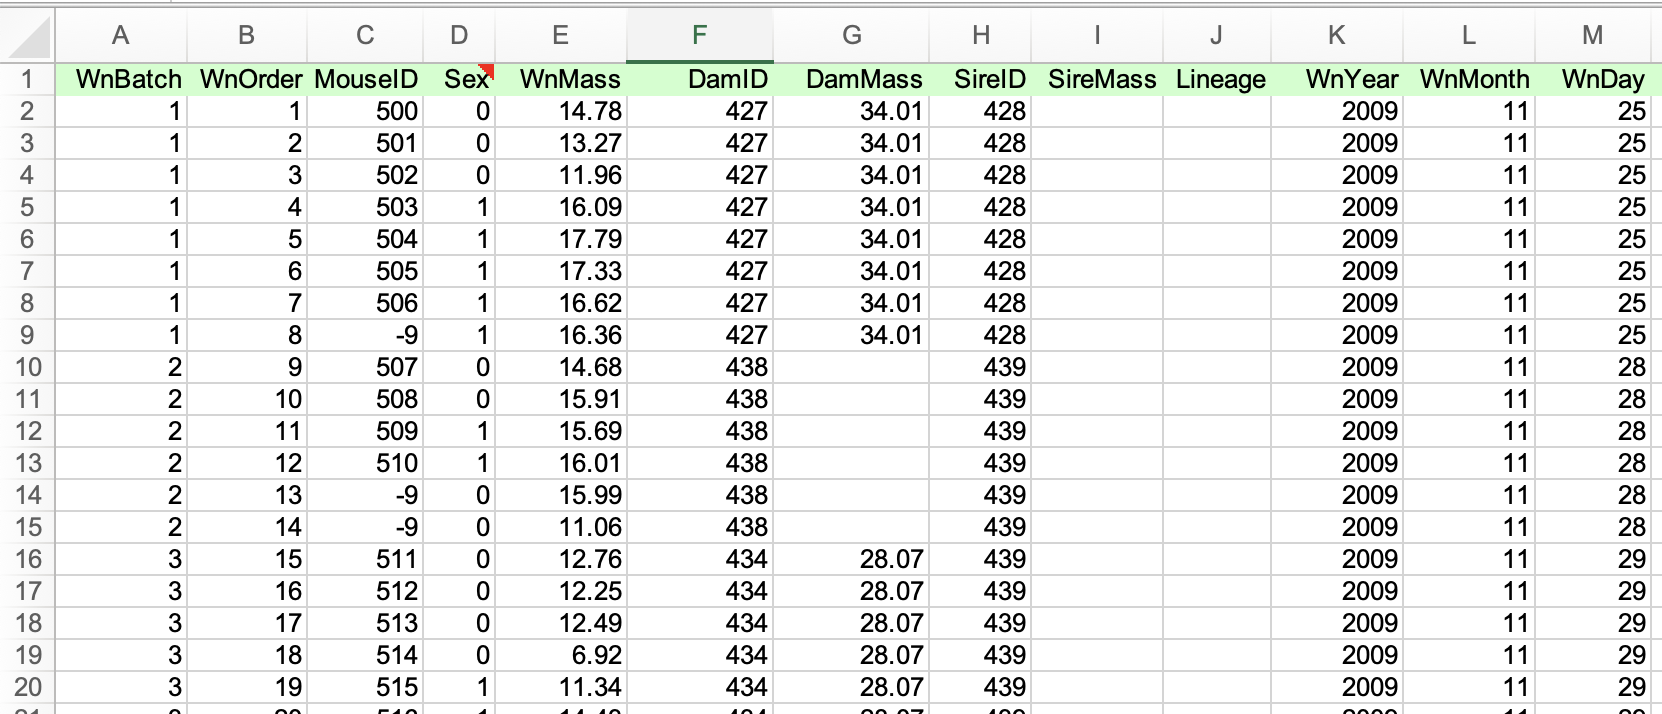 A B C D E F G H I J K L M
1 WnBatch WnOrder MouseID Sex WnMass DamID DamMass SireID SireMass Lineage WnYear WnMonth WnDay
2 1 1 500 0 14.78 427 34.01 428 2009 11 25
3 1 2 501 0 13.27 427 34.01 428 2009 11 25
4 1 3 502 0 11.96 427 34.01 428 2009 11 25
5 1 4 503 1 16.09 427 34.01 428 2009 11 25
6 1 5 504 1 17.79 427 34.01 428 2009 11 25
7 1 6 505 1 17.33 427 34.01 428 2009 11 25
8 1 7 506 1 16.62 427 34.01 428 2009 11 25
9 1 8 -9 1 16.36 427 34.01 428 2009 11 25
10 2 9 507 0 14.68 438 439 2009 11 28
11 2 10 508 0 15.91 438 439 2009 11 28
12 2 11 509 1 15.69 438 439 2009 11 28
13 2 12 510 1 16.01 438 439 2009 11 28
14 2 13 -9 0 15.99 438 439 2009 11 28
15 2 14 -9 0 11.06 438 439 2009 11 28
16 3 15 511 0 12.76 434 28.07 439 2009 11 29
17 3 16 512 0 12.25 434 28.07 439 2009 11 29
18 3 17 513 0 12.49 434 28.07 439 2009 11 29
19 3 18 514 0 6.92 434 28.07 439 2009 11 29
20 3 19 515 1 11.34 434 28.07 439 2009 11 29